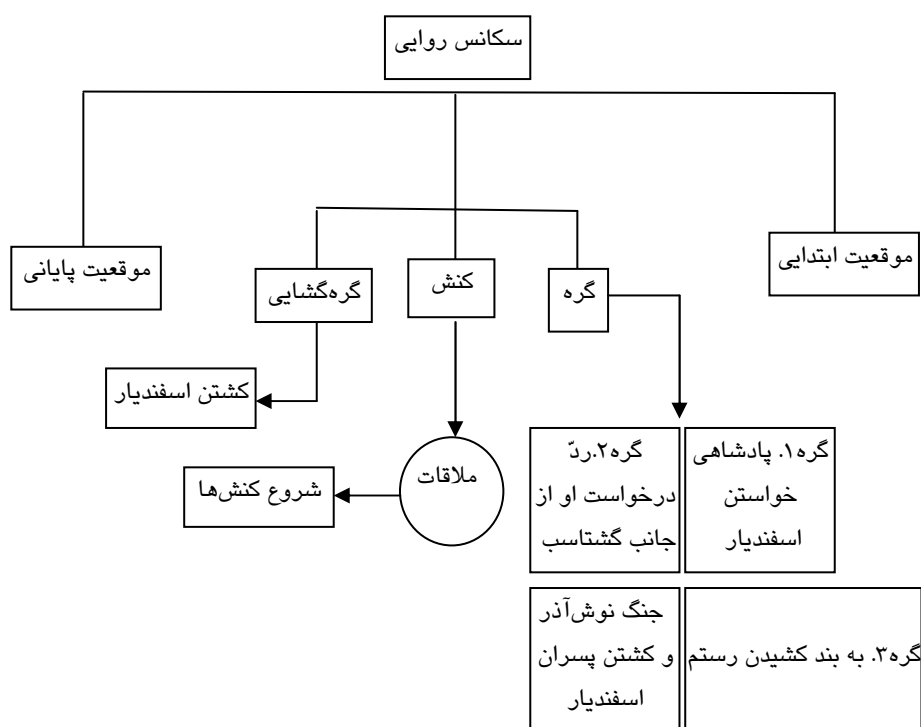 سکانس روایی
موقعیت ابتدایی
موقعیت پایانی
گره
کنش
گره‌گشایی
کشتن اسفندیار
ملاقات
شروع کنش‌ها
گره۱. پادشاهی
خواستن
اسفندیار
گره۲.ردّ
درخواست او از
جانب گشتاسب
گره۳. به بند کشیدن رستم
جنگ نوش‌آذر
و کشتن پسران
اسفندیار